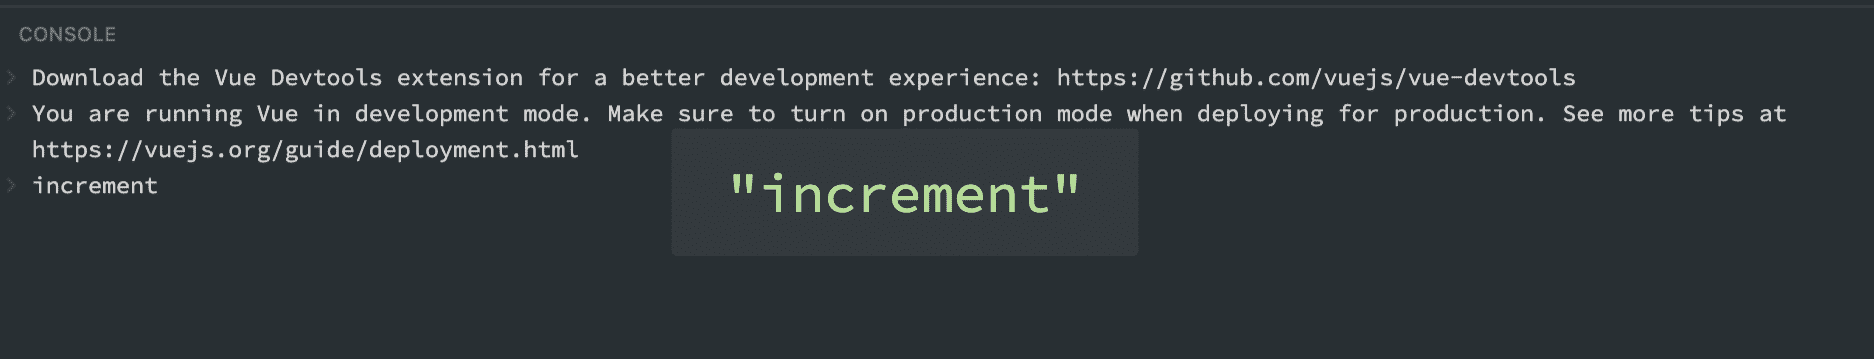 CONSOLE
Download the Vue Devtools extension for a better development experience: https://github.com/vuejs/vue-devtools
You are running Vue in development mode. Make sure to turn on production mode when deploying for production. See more tips at
https://vuejs.org/guide/deployment.html
increment
"increment"